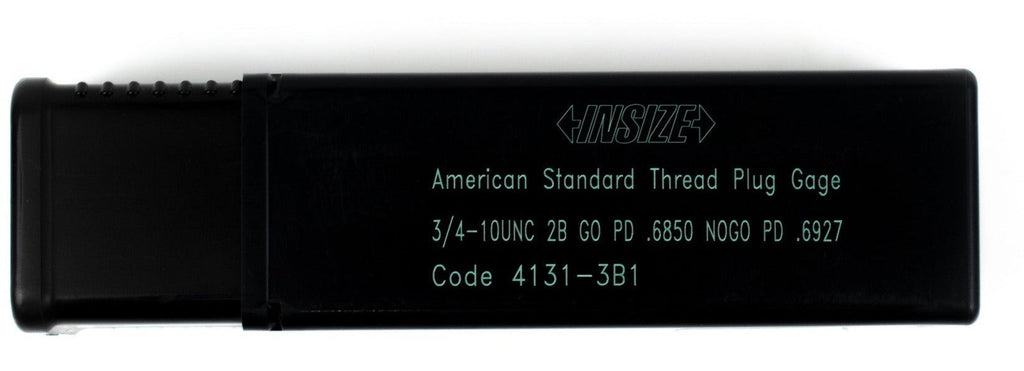 INSIZE
American Standard Thread Plug Gage
3/4-10UNC 2B GO PD .6850 NOGO PD .6927
Code 4131-3B1